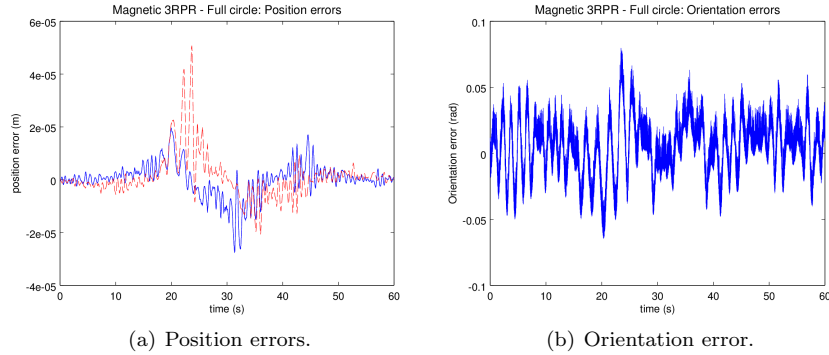 Magnetic 3RPR - Full circle: Position errors
6e-05
4e-05
2e-05
0
-2e-05
-4e-05
position error (m)
0 10 20 30 40 50 60
time (s)
(a) Position errors.
Magnetic 3RPR - Full circle: Orientation errors
0.1
0.05
0
-0.05
-0.1
Orientation error (rad)
0 10 20 30 40 50 60
time (s)
(b) Orientation error.